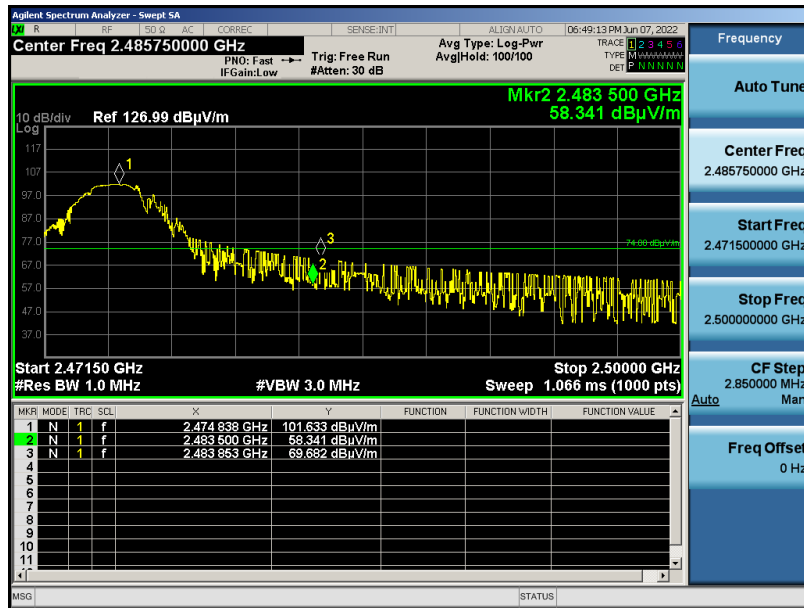 Agilent Spectrum Analyzer - Swept SA
LXI R RF 50 Ω AC CORREC SENSE:INT ALIGN AUTO 06:49:13 PM Jun 07, 2022
Center Freq 2.485750000 GHz
PNO: Fast
IFGain:Low
Trig: Free Run
#Atten: 30 dB
Avg Type: Log-Pwr
Avg|Hold: 100/100
TRACE 1 2 3 4 5 6
TYPE M
DET P N N N N N
Mkr2 2.483 500 GHz
58.341 dBµV/m
10 dB/div Ref 126.99 dBµV/m
Log
117
107
97.0
87.0
77.0
67.0
57.0
47.0
37.0
1
3
2
74.00 dBµV/m
Start 2.47150 GHz Stop 2.50000 GHz
#Res BW 1.0 MHz #VBW 3.0 MHz Sweep 1.066 ms (1000 pts)
MKR MODE TRC SCL X Y FUNCTION FUNCTION WIDTH FUNCTION VALUE
1 N 1 f 2.474 838 GHz 101.633 dBµV/m
2 N 1 f 2.483 500 GHz 58.341 dBµV/m
3 N 1 f 2.483 853 GHz 69.682 dBµV/m
4
5
6
7
8
9
10
11
MSG STATUS
Frequency
Auto Tune
Center Freq
2.485750000 GHz
Start Freq
2.471500000 GHz
Stop Freq
2.500000000 GHz
CF Step
2.850000 MHz
Auto Man
Freq Offset
0 Hz